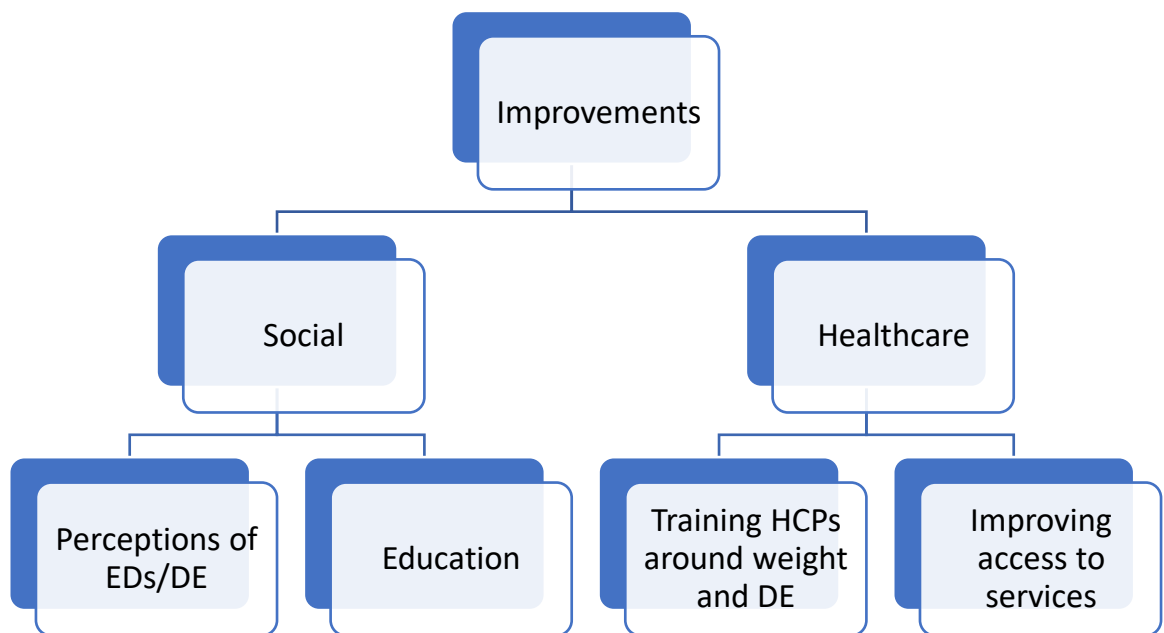 Improvements
Social
Healthcare
Perceptions of
EDs/DE
Education
Training HCPs
around weight
and DE
Improving
access to
services